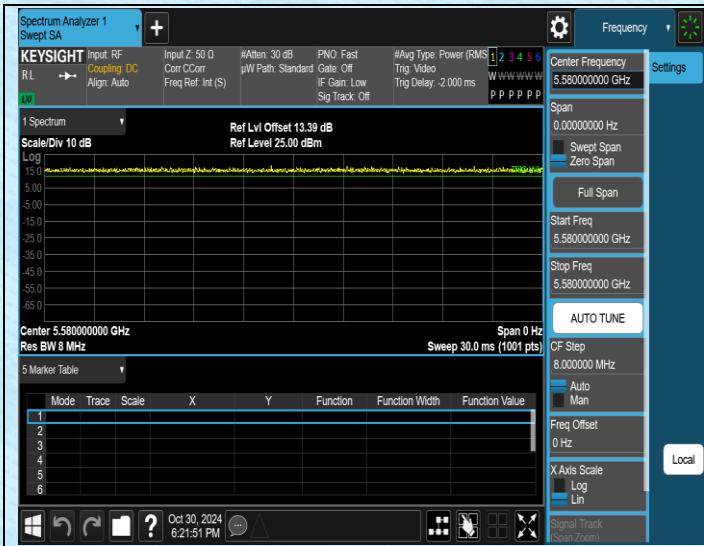 Spectrum Analyzer 1
Swept SA
Frequency
KEYSIGHT
RL
LXI
Input: RF
Coupling: DC
Align: Auto
Input Z: 50 Ω
Corr CCorr
Freq Ref: Int (S)
#Atten: 30 dB
µW Path: Standard
PNO: Fast
Gate: Off
IF Gain: Low
Sig Track: Off
#Avg Type: Power (RMS
Trig: Video
Trig Delay: -2.000 ms
1 2 3 4 5 6
W W W W W W
P P P P P P
Center Frequency
5.580000000 GHz
Settings
Span
0.00000000 Hz
Swept Span
Zero Span
Full Span
Start Freq
5.580000000 GHz
Stop Freq
5.580000000 GHz
AUTO TUNE
CF Step
8.000000 MHz
Auto
Man
Freq Offset
0 Hz
X Axis Scale
Log
Lin
Signal Track
(Span Zoom)
Local
1 Spectrum
Scale/Div 10 dB
Ref Lvl Offset 13.39 dB
Ref Level 25.00 dBm
Log
15.0
5.00
-5.00
-15.0
-25.0
-35.0
-45.0
-55.0
-65.0
Center 5.580000000 GHz
Span 0 Hz
Res BW 8 MHz
Sweep 30.0 ms (1001 pts)
5 Marker Table
Mode Trace Scale X Y Function Function Width Function Value
1
2
3
4
5
6
Oct 30, 2024
6:21:51 PM